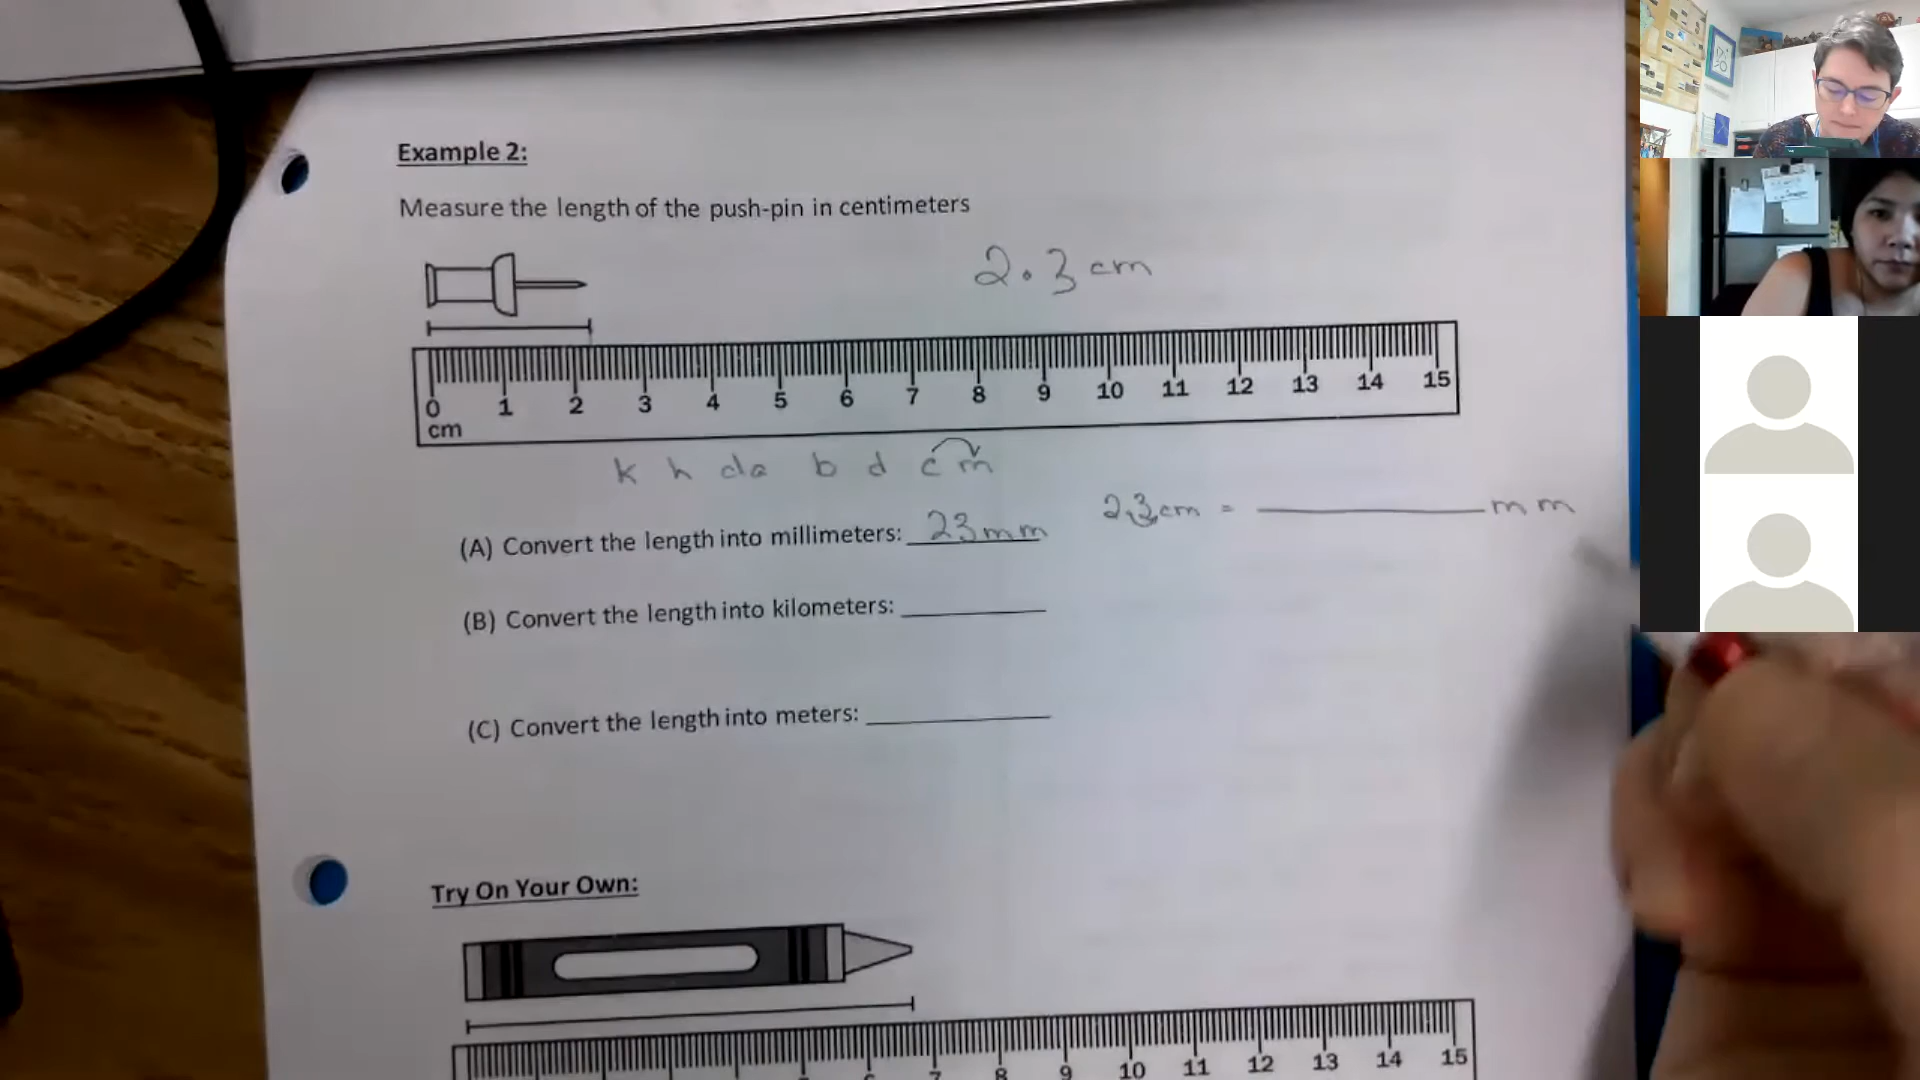 Example 2:
Measure the length of the push-pin in centimeters
2.3 cm
0 1 2 3 4 5 6 7 8 9 10 11 12 13 14 15
cm
k h da b d c m
(A) Convert the length into millimeters: 23mm
2.3cm = mm
(B) Convert the length into kilometers:
(C) Convert the length into meters:
Try On Your Own:
7 8 9 10 11 12 13 14 15